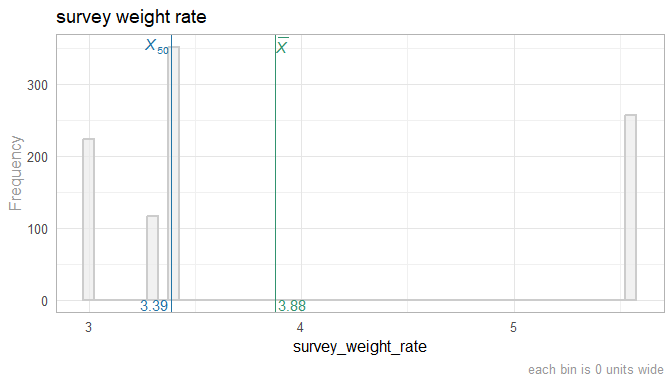 survey weight rate
X₅₀
X̅
Frequency
300
200
100
0
3.39
3.88
3
4
5
survey_weight_rate
each bin is 0 units wide